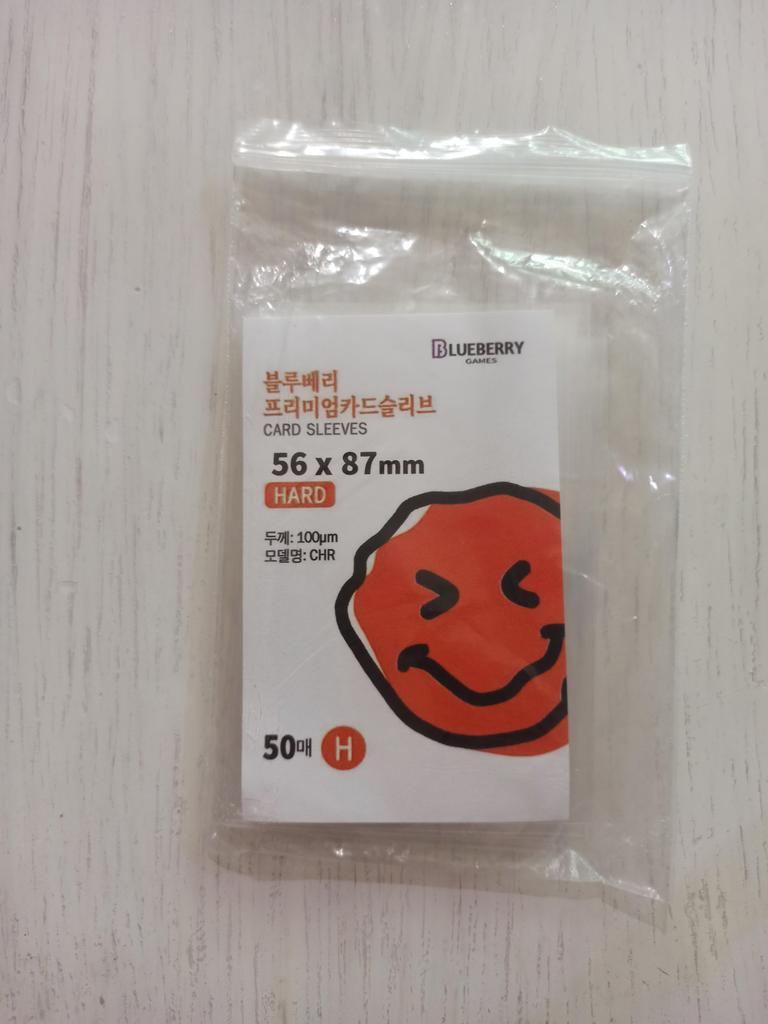 BLUEBERRY
GAMES
블루베리
프리미엄카드슬리브
CARD SLEEVES
56 x 87mm
HARD
두께: 100μm
모델명: CHR
50매 H